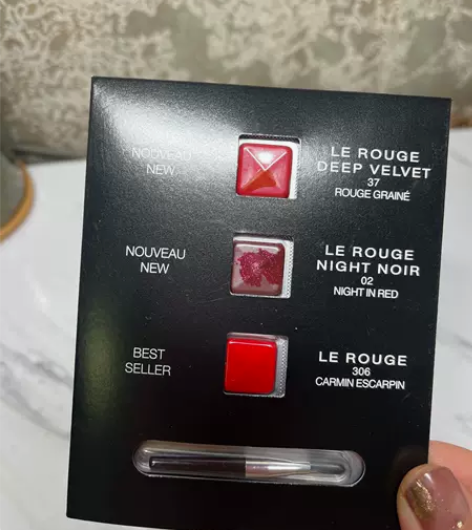 NOUVEAU
NEW
LE ROUGE
DEEP VELVET
37
ROUGE GRAINÉ
NOUVEAU
NEW
LE ROUGE
NIGHT NOIR
02
NIGHT IN RED
BEST
SELLER
LE ROUGE
306
CARMIN ESCARPIN